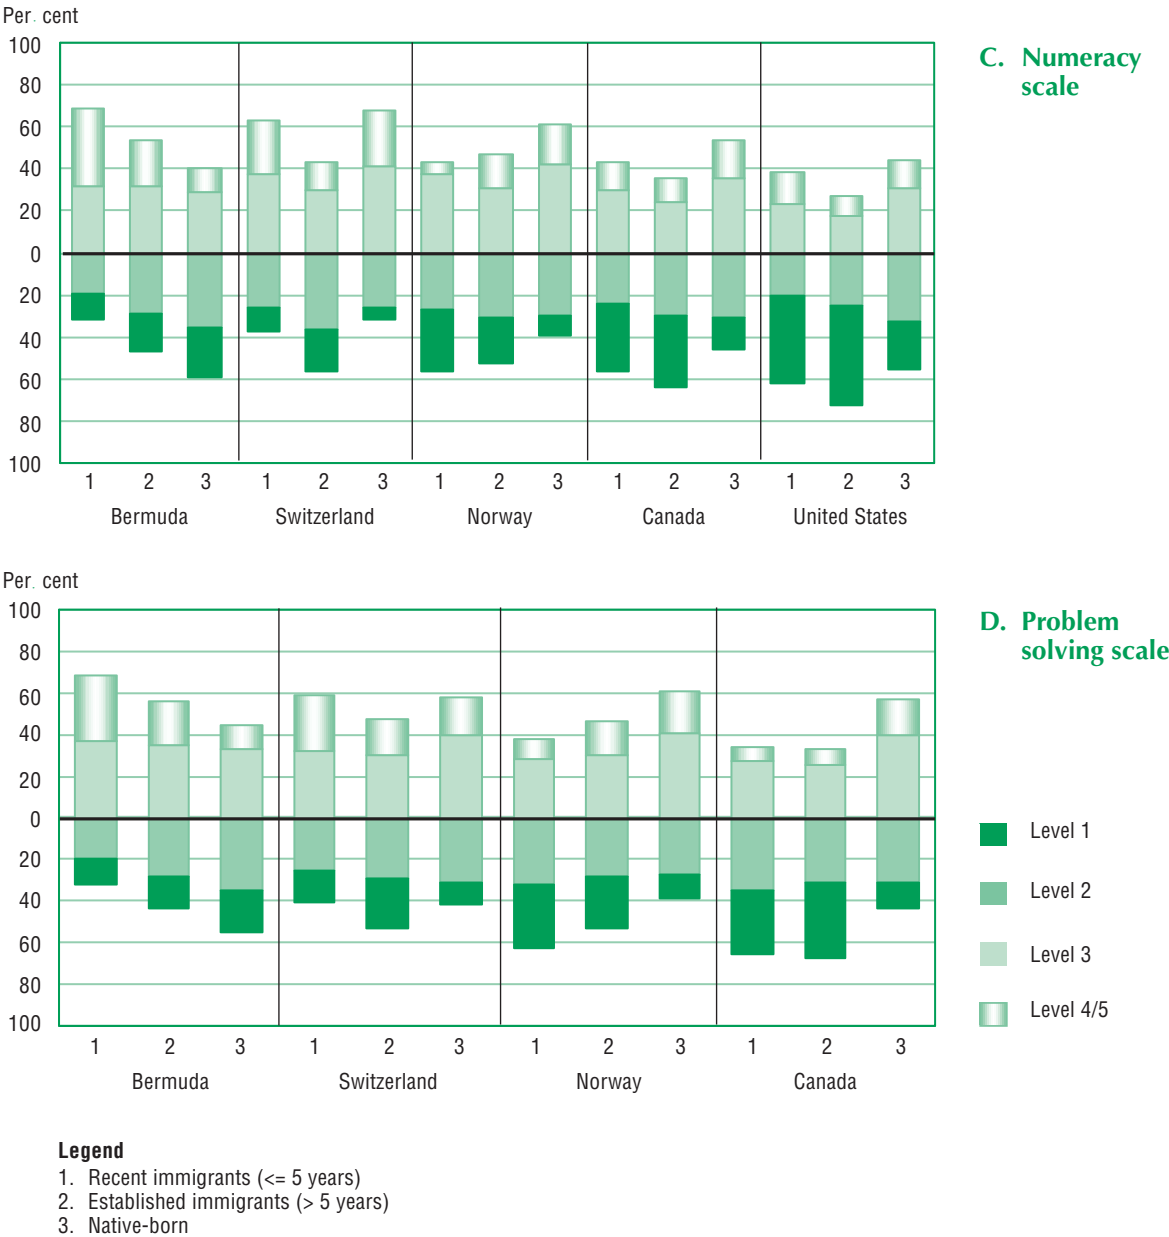 Per cent
C. Numeracy
scale
100
80
60
40
20
0
20
40
60
80
100
1 2 3 1 2 3 1 2 3 1 2 3 1 2 3
Bermuda Switzerland Norway Canada United States
Per cent
D. Problem
solving scale
100
80
60
40
20
0
20
40
60
80
100
Level 1
Level 2
Level 3
Level 4/5
1 2 3 1 2 3 1 2 3 1 2 3
Bermuda Switzerland Norway Canada
Legend
1. Recent immigrants (<= 5 years)
2. Established immigrants (> 5 years)
3. Native-born